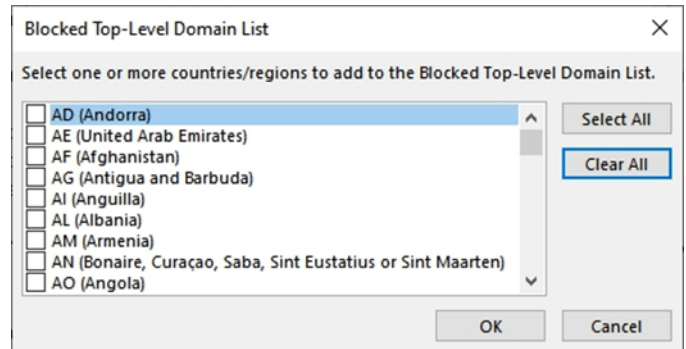 Blocked Top-Level Domain List
Select one or more countries/regions to add to the Blocked Top-Level Domain List.
AD (Andorra)
AE (United Arab Emirates)
AF (Afghanistan)
AG (Antigua and Barbuda)
AI (Anguilla)
AL (Albania)
AM (Armenia)
AN (Bonaire, Curaçao, Saba, Sint Eustatius or Sint Maarten)
AO (Angola)
Select All
Clear All
OK
Cancel